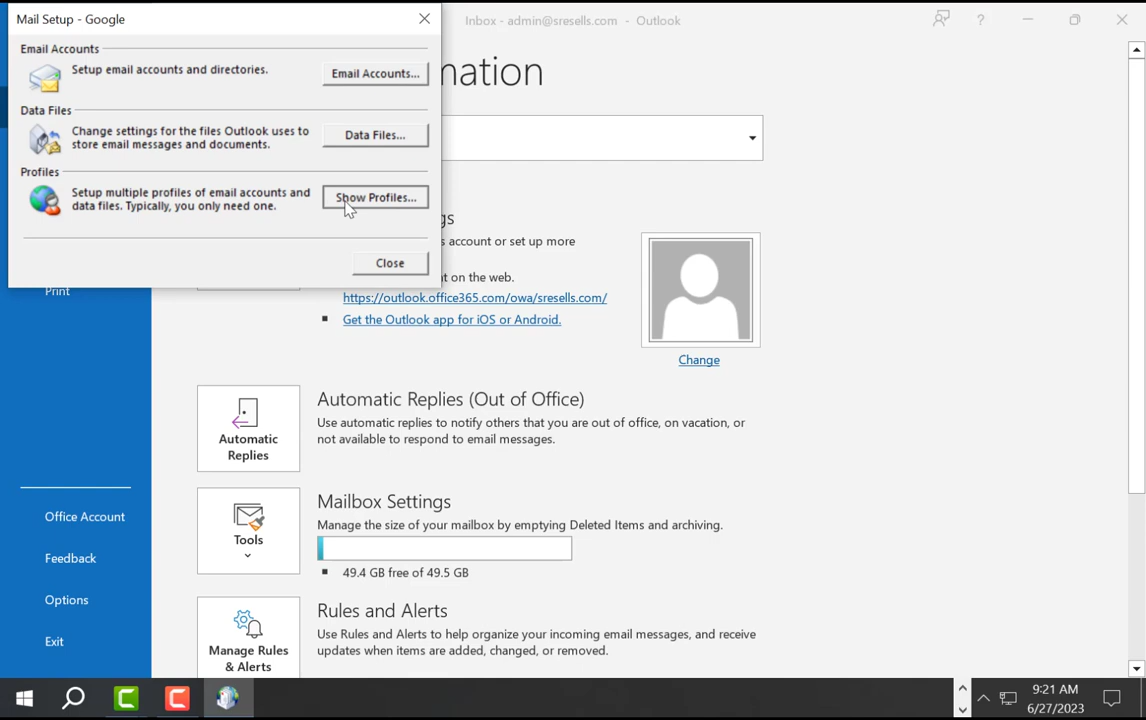 Mail Setup - Google
Inbox - admin@sresells.com - Outlook
Email Accounts
Setup email accounts and directories.
Email Accounts...
Data Files
Change settings for the files Outlook uses to
store email messages and documents.
Data Files...
Profiles
Setup multiple profiles of email accounts and
data files. Typically, you only need one.
Show Profiles...
Close
mation
gs
s account or set up more
nt on the web.
https://outlook.office365.com/owa/sresells.com/
Get the Outlook app for iOS or Android.
Change
Print
Automatic
Replies
Automatic Replies (Out of Office)
Use automatic replies to notify others that you are out of office, on vacation, or
not available to respond to email messages.
Tools
Mailbox Settings
Manage the size of your mailbox by emptying Deleted Items and archiving.
49.4 GB free of 49.5 GB
Manage Rules
& Alerts
Rules and Alerts
Use Rules and Alerts to help organize your incoming email messages, and receive
updates when items are added, changed, or removed.
Office Account
Feedback
Options
Exit
9:21 AM
6/27/2023